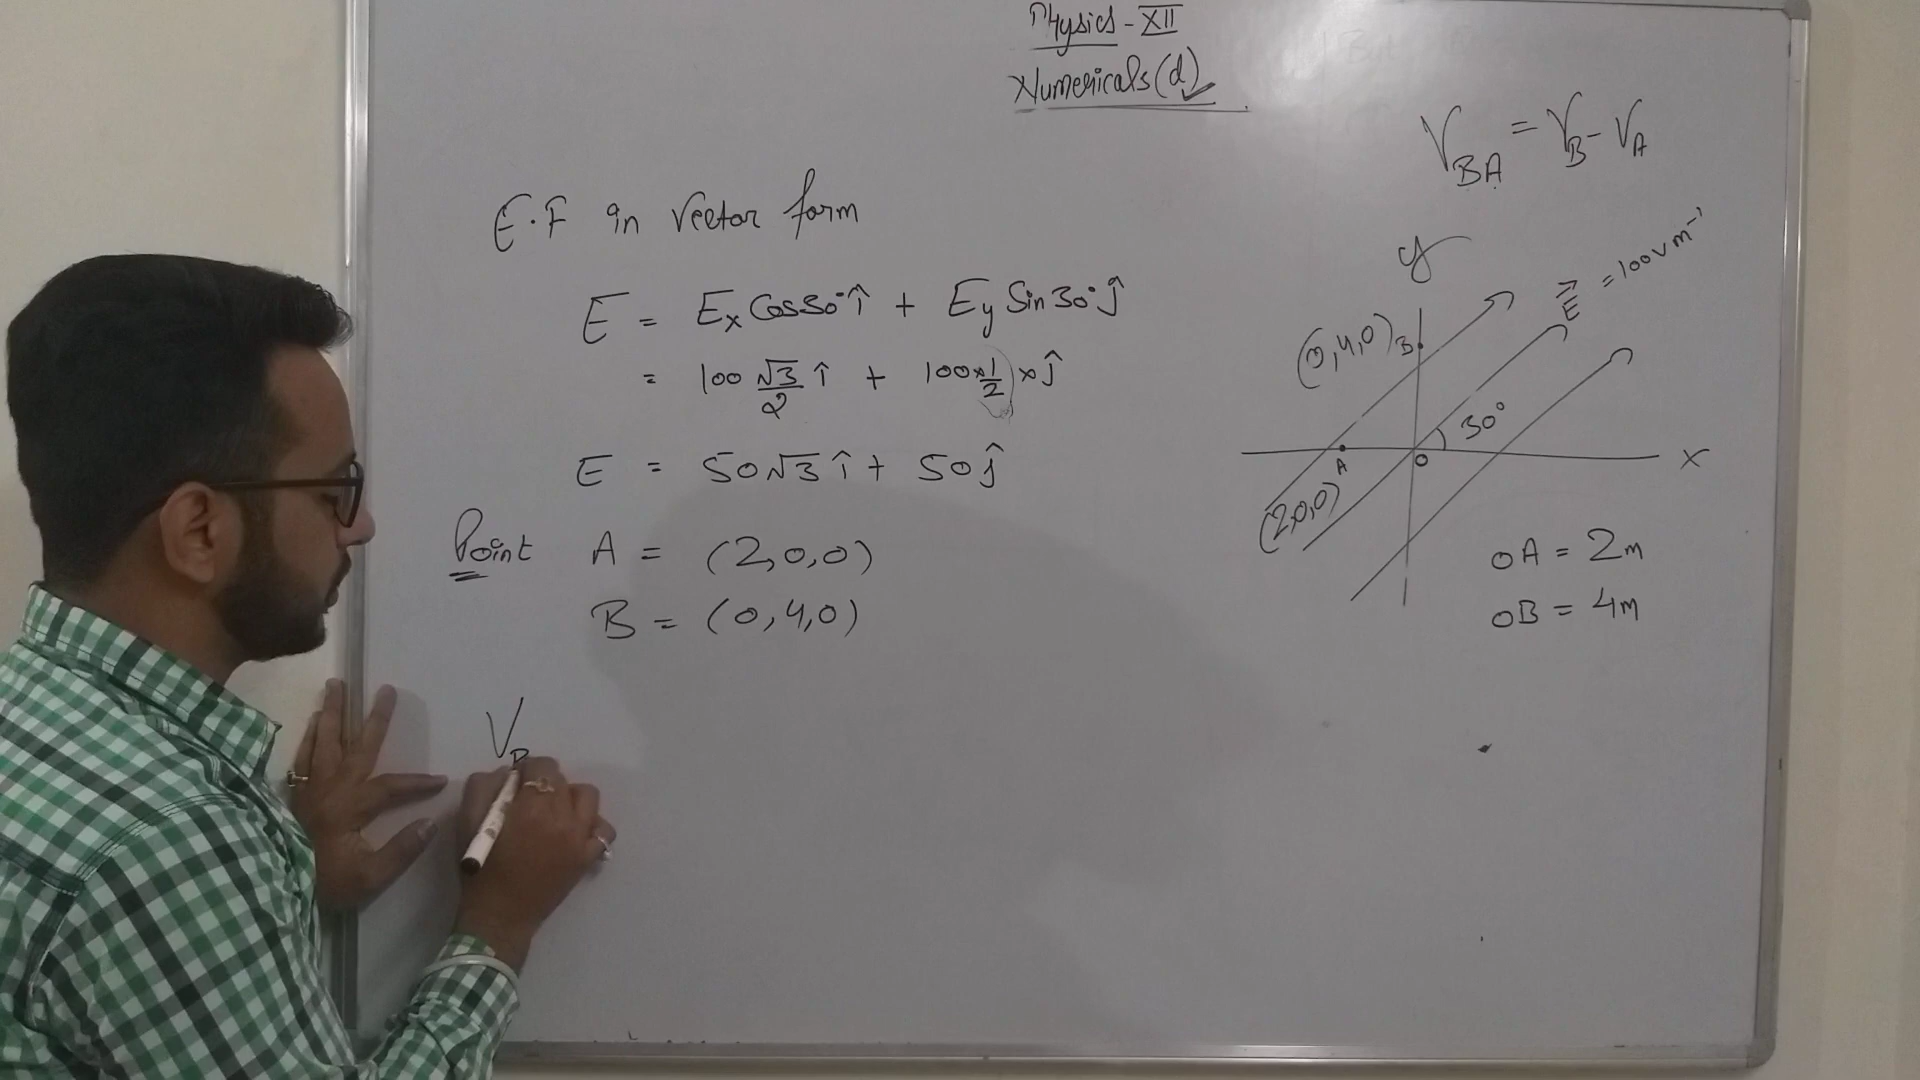 Physics - XII
Numericals (d)
V_BA = V_B - V_A
E.F in Vector form
E = E_x Cos30° î + E_y Sin30° ĵ
= 100 √3/2 î + 100 × 1/2 × ĵ
E = 50√3 î + 50 ĵ
Point A = (2,0,0)
B = (0,4,0)
V_B
y
E⃗ = 100 V m⁻¹
(0,4,0) B
30°
A
O
x
(2,0,0)
OA = 2m
OB = 4m